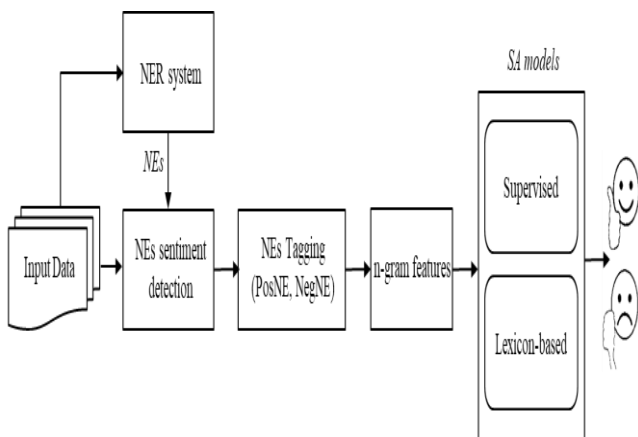 NER system
NEs
Input Data
NEs sentiment
detection
NEs Tagging
(PosNE, NegNE)
n-gram features
SA models
Supervised
Lexicon-based